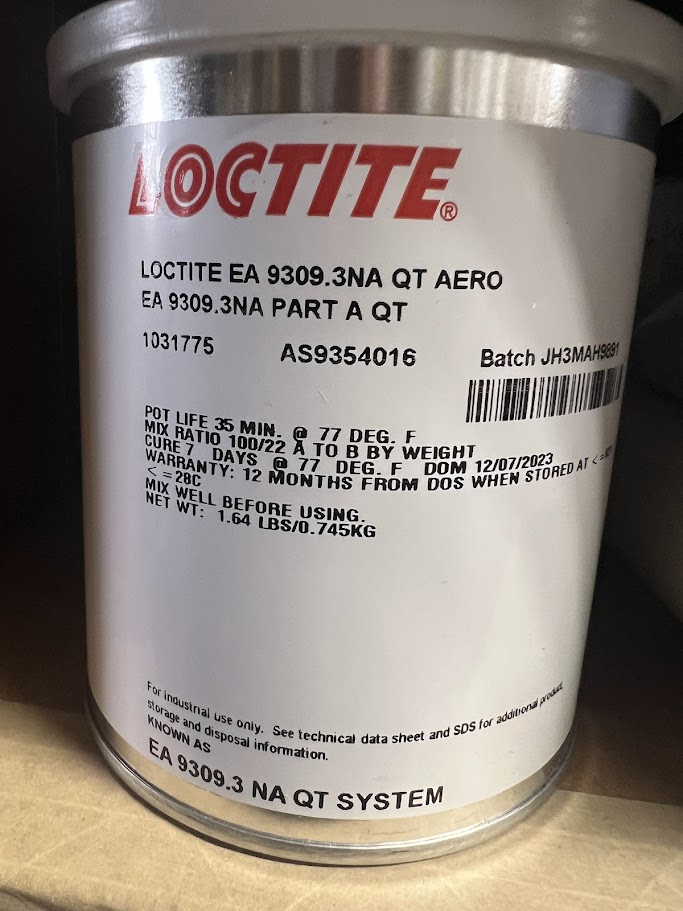 LOCTITE®
LOCTITE EA 9309.3NA QT AERO
EA 9309.3NA PART A QT
1031775 AS9354016 Batch JH3MAH9891
POT LIFE 35 MIN. @ 77 DEG. F
MIX RATIO 100/22 A TO B BY WEIGHT
CURE 7 DAYS @ 77 DEG. F DOM 12/07/2023
WARRANTY: 12 MONTHS FROM DOS WHEN STORED AT <=
<=28C
MIX WELL BEFORE USING.
NET WT: 1.64 LBS/0.745KG
For industrial use only. See technical data sheet and SDS for additional product,
storage and disposal information.
KNOWN AS
EA 9309.3 NA QT SYSTEM